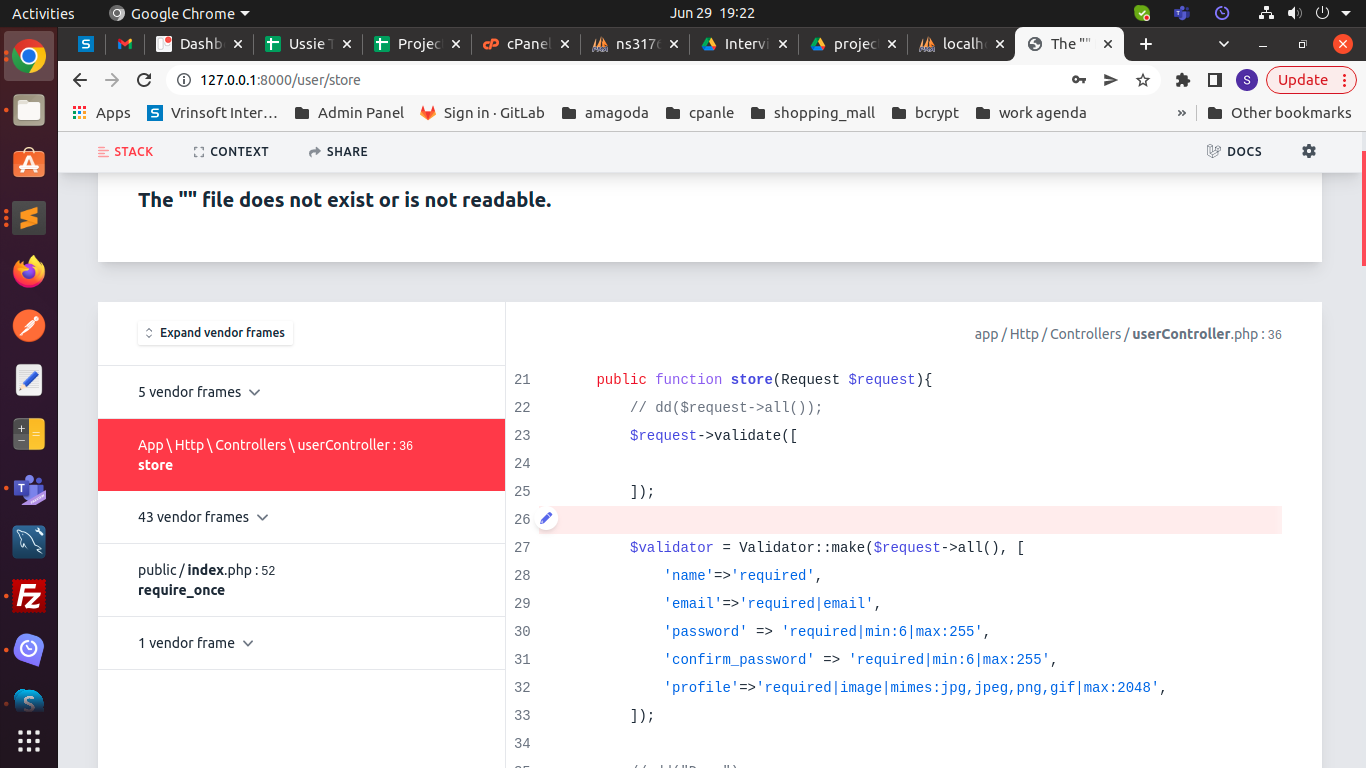 Activities
Google Chrome
Jun 29 19:22
Dashb
Ussie T
Projec
cPanel
ns3176
Intervi
project
localho
The ""
127.0.0.1:8000/user/store
S
Update
Apps
Vrinsoft Inter…
Admin Panel
Sign in · GitLab
amagoda
cpanle
shopping_mall
bcrypt
work agenda
»
Other bookmarks
STACK
CONTEXT
SHARE
DOCS
The "" file does not exist or is not readable.
Expand vendor frames
5 vendor frames
App \ Http \ Controllers \ userController : 36
store
43 vendor frames
public / index.php : 52
require_once
1 vendor frame
app / Http / Controllers / userController.php : 36
21 public function store(Request $request){
22 // dd($request->all());
23 $request->validate([
24
25 ]);
26
27 $validator = Validator::make($request->all(), [
28 'name'=>'required',
29 'email'=>'required|email',
30 'password' => 'required|min:6|max:255',
31 'confirm_password' => 'required|min:6|max:255',
32 'profile'=>'required|image|mimes:jpg,jpeg,png,gif|max:2048',
33 ]);
34